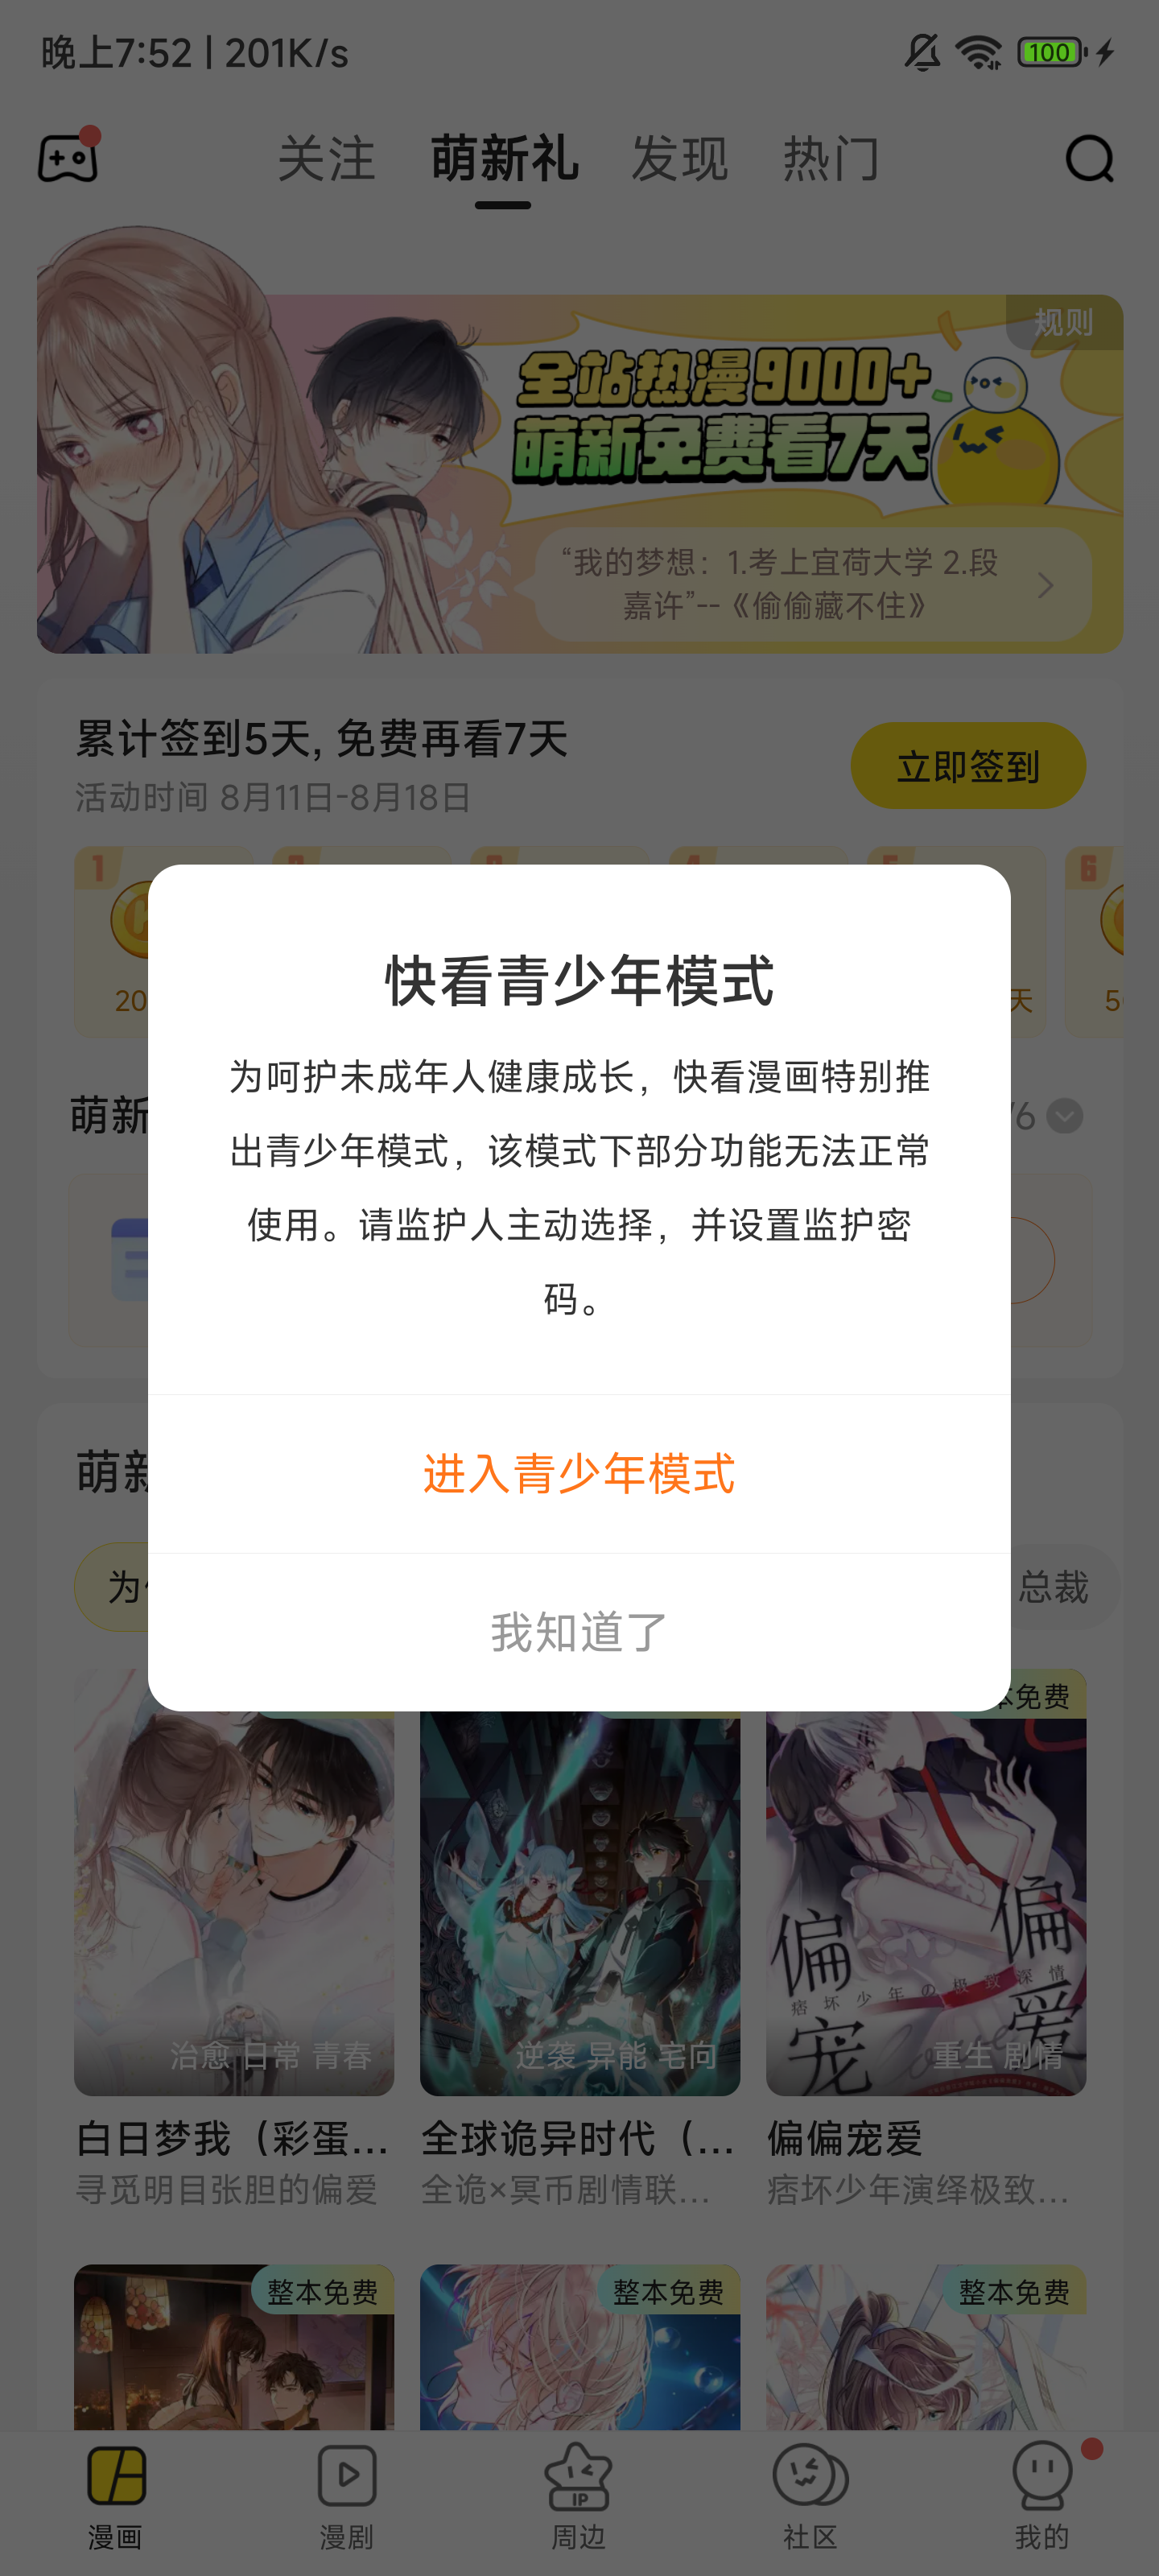 晚上7:52 | 201K/s
100
关注 萌新礼 发现 热门
规则
全站热漫9000+
萌新免费看7天
“我的梦想：1.考上宜荷大学 2.段
嘉许”--《偷偷藏不住》
累计签到5天, 免费再看7天
活动时间 8月11日-8月18日
立即签到
1
6
20
天
快看青少年模式
为呵护未成年人健康成长，快看漫画特别推
出青少年模式，该模式下部分功能无法正常
使用。请监护人主动选择，并设置监护密
码。
萌新
/6
进入青少年模式
我知道了
总裁
本免费
治愈 日常 青春
逆袭 异能 宅向
偏偏宠爱
痞坏少年の极致深情
重生 剧情
白日梦我（彩蛋...
全球诡异时代（...
偏偏宠爱
寻觅明目张胆的偏爱
全诡×冥币剧情联...
痞坏少年演绎极致...
整本免费
整本免费
整本免费
IP
漫画
漫剧
周边
社区
我的